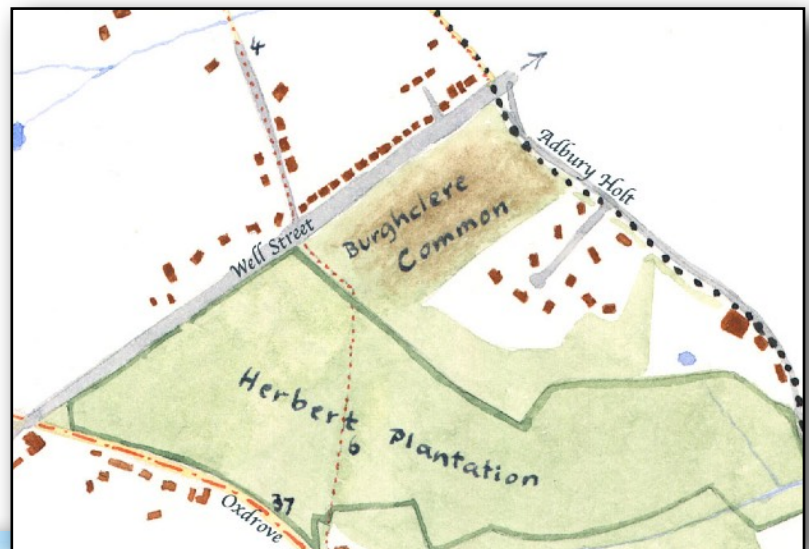 4
Adbury Holt
Burghclere
Common
Well Street
Herbert
Plantation
6
37
Oxdrove